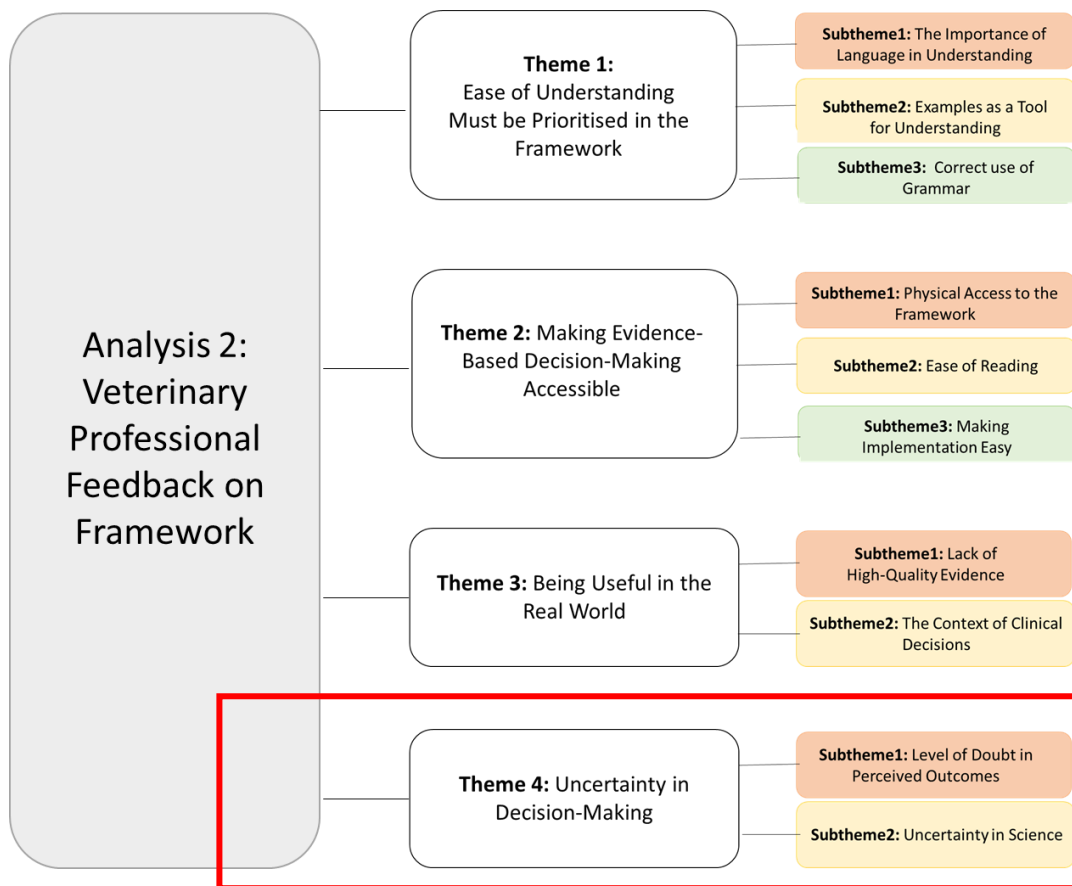 Analysis 2:
Veterinary
Professional
Feedback on
Framework
Theme 1:
Ease of Understanding
Must be Prioritised in the
Framework
Subtheme1: The Importance of
Language in Understanding
Subtheme2: Examples as a Tool
for Understanding
Subtheme3: Correct use of
Grammar
Theme 2: Making Evidence-
Based Decision-Making
Accessible
Subtheme1: Physical Access to the
Framework
Subtheme2: Ease of Reading
Subtheme3: Making
Implementation Easy
Theme 3: Being Useful in the
Real World
Subtheme1: Lack of
High-Quality Evidence
Subtheme2: The Context of Clinical
Decisions
Theme 4: Uncertainty in
Decision-Making
Subtheme1: Level of Doubt in
Perceived Outcomes
Subtheme2: Uncertainty in Science